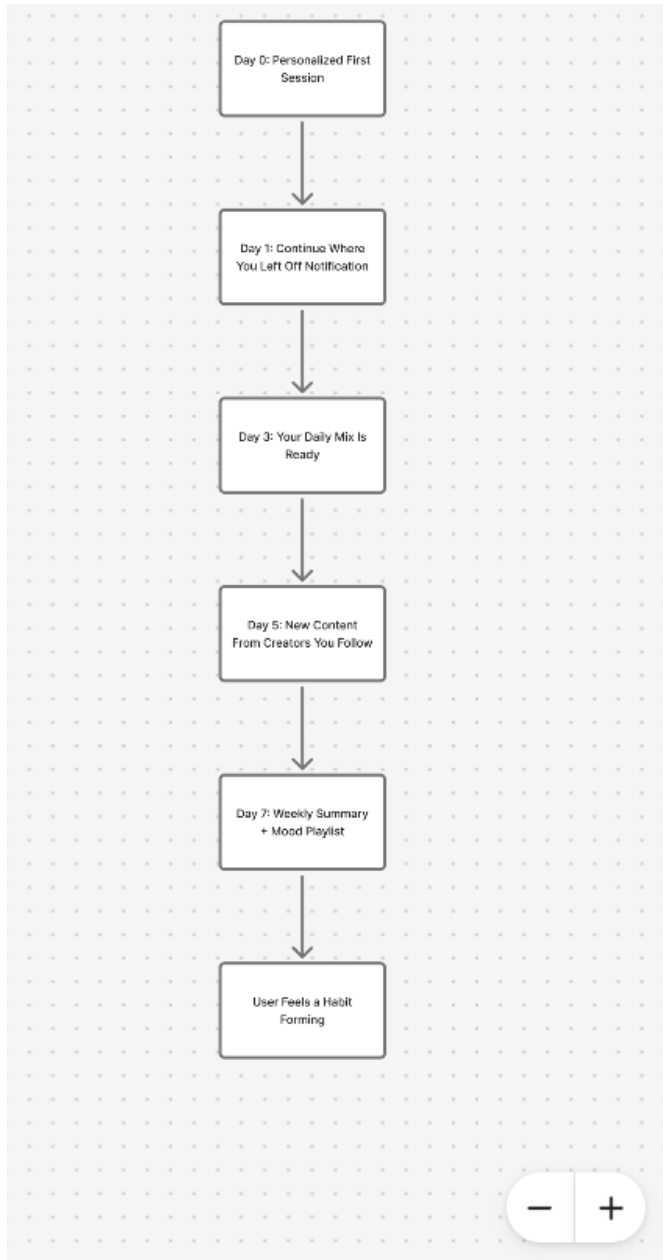 Day 0: Personalized First
Session
Day 1: Continue Where
You Left Off Notification
Day 3: Your Daily Mix Is
Ready
Day 5: New Content
From Creators You Follow
Day 7: Weekly Summary
+ Mood Playlist
User Feels a Habit
Forming